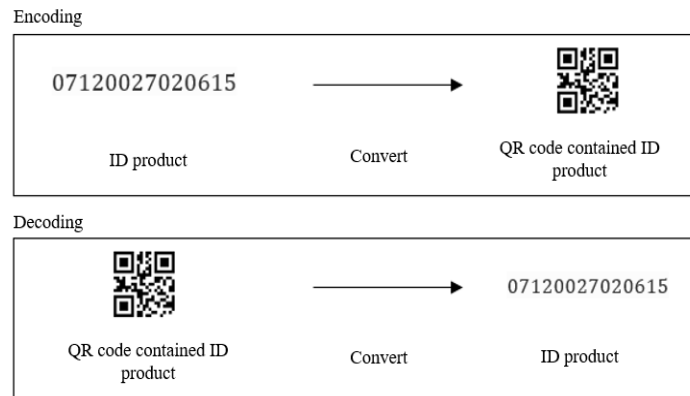 Encoding
07120027020615
ID product
Convert
QR code contained ID
product
Decoding
QR code contained ID
product
Convert
07120027020615
ID product